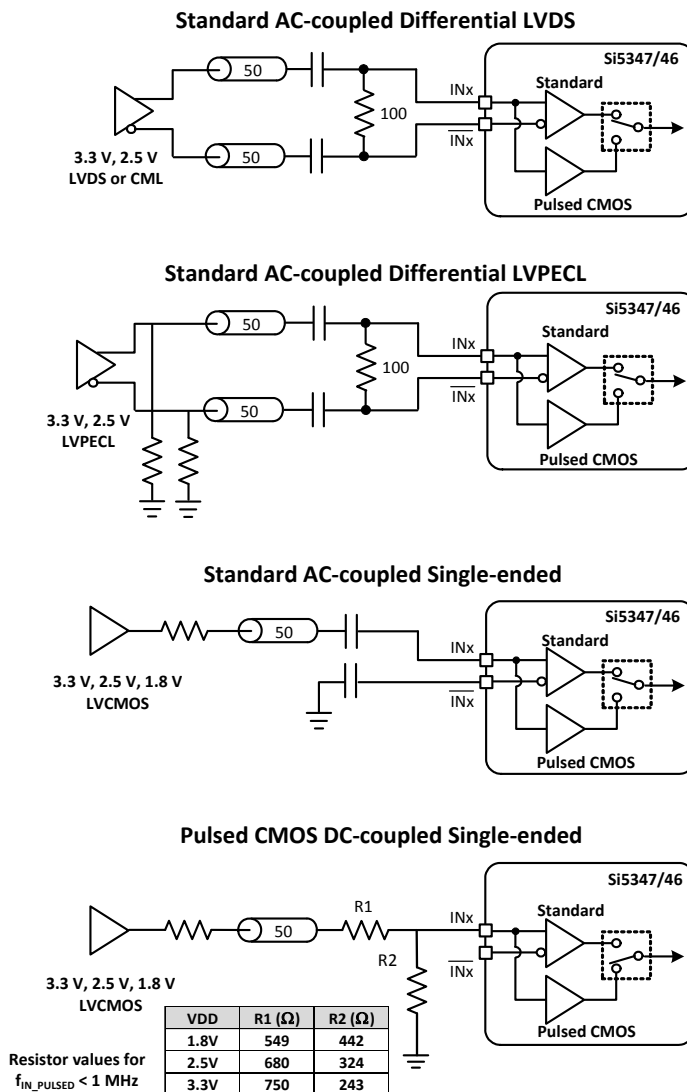 Standard AC-coupled Differential LVDS
Si5347/46
50
INx
Standard
100
50
INx
3.3 V, 2.5 V
LVDS or CML
Pulsed CMOS
Standard AC-coupled Differential LVPECL
Si5347/46
50
INx
Standard
100
50
INx
3.3 V, 2.5 V
LVPECL
Pulsed CMOS
Standard AC-coupled Single-ended
Si5347/46
50
INx
Standard
3.3 V, 2.5 V, 1.8 V
LVCMOS
INx
Pulsed CMOS
Pulsed CMOS DC-coupled Single-ended
Si5347/46
R1
50
INx
Standard
R2
INx
3.3 V, 2.5 V, 1.8 V
LVCMOS
Pulsed CMOS
VDD R1 (Ω) R2 (Ω)
1.8V 549 442
2.5V 680 324
3.3V 750 243
Resistor values for
fIN_PULSED < 1 MHz